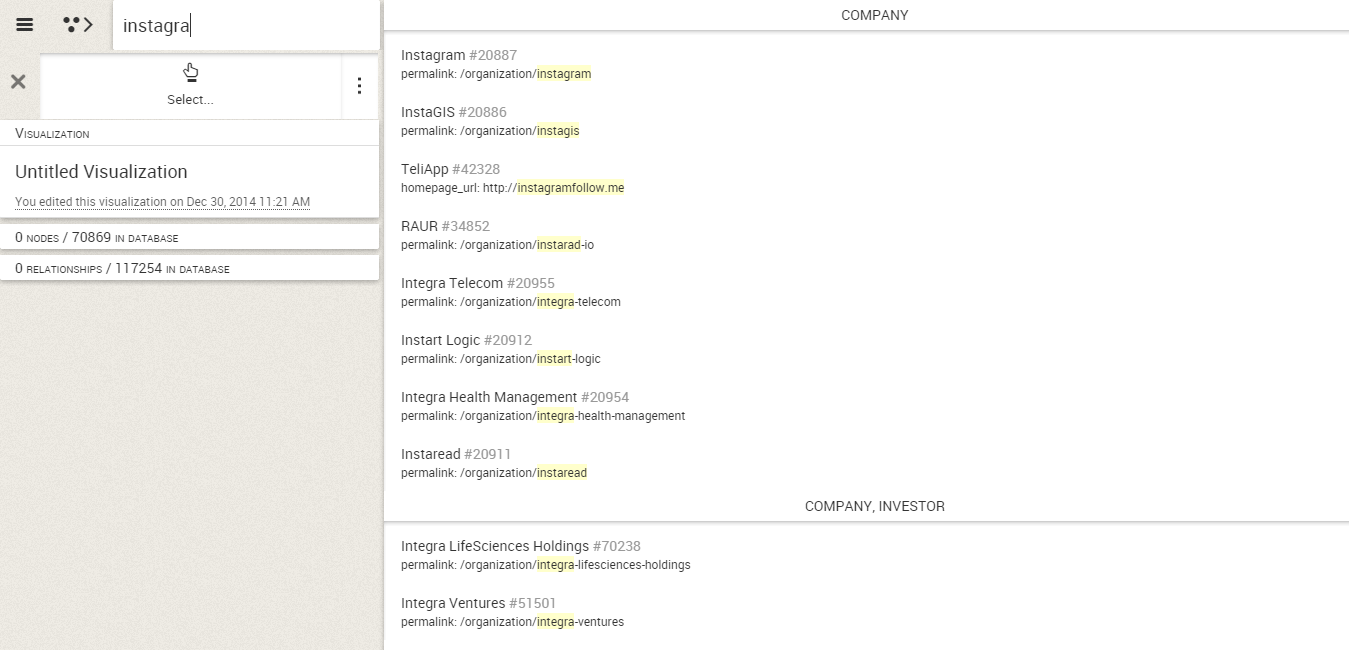 instagra
Select...
Visualization
Untitled Visualization
You edited this visualization on Dec 30, 2014 11:21 AM
0 nodes / 70869 in database
0 relationships / 117254 in database
COMPANY
Instagram #20887
permalink: /organization/instagram
InstaGIS #20886
permalink: /organization/instagis
TeliApp #42328
homepage_url: http://instagramfollow.me
RAUR #34852
permalink: /organization/instarad-io
Integra Telecom #20955
permalink: /organization/integra-telecom
Instart Logic #20912
permalink: /organization/instart-logic
Integra Health Management #20954
permalink: /organization/integra-health-management
Instaread #20911
permalink: /organization/instaread
COMPANY, INVESTOR
Integra LifeSciences Holdings #70238
permalink: /organization/integra-lifesciences-holdings
Integra Ventures #51501
permalink: /organization/integra-ventures